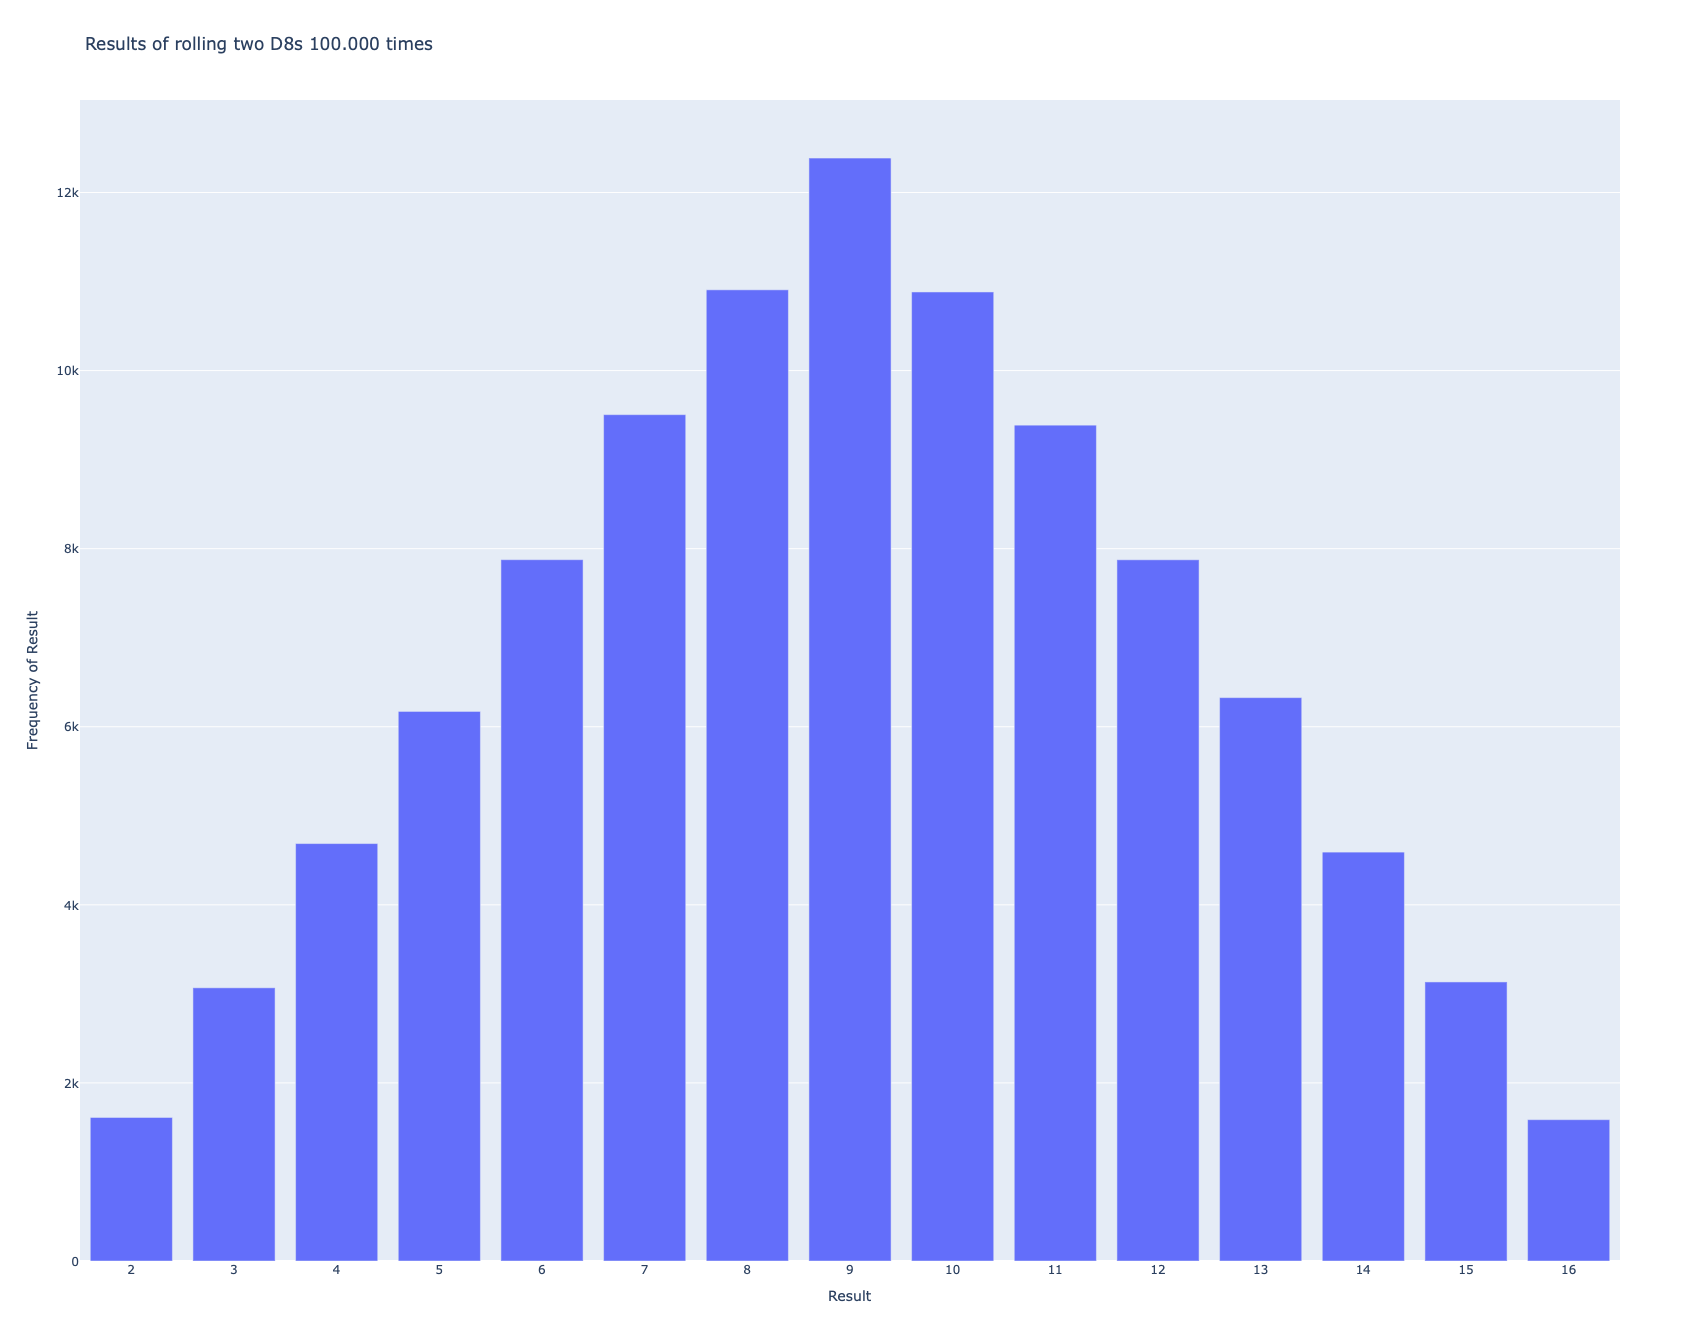 Results of rolling two D8s 100.000 times
Frequency of Result
12k
10k
8k
6k
4k
2k
0
2 3 4 5 6 7 8 9 10 11 12 13 14 15 16
Result